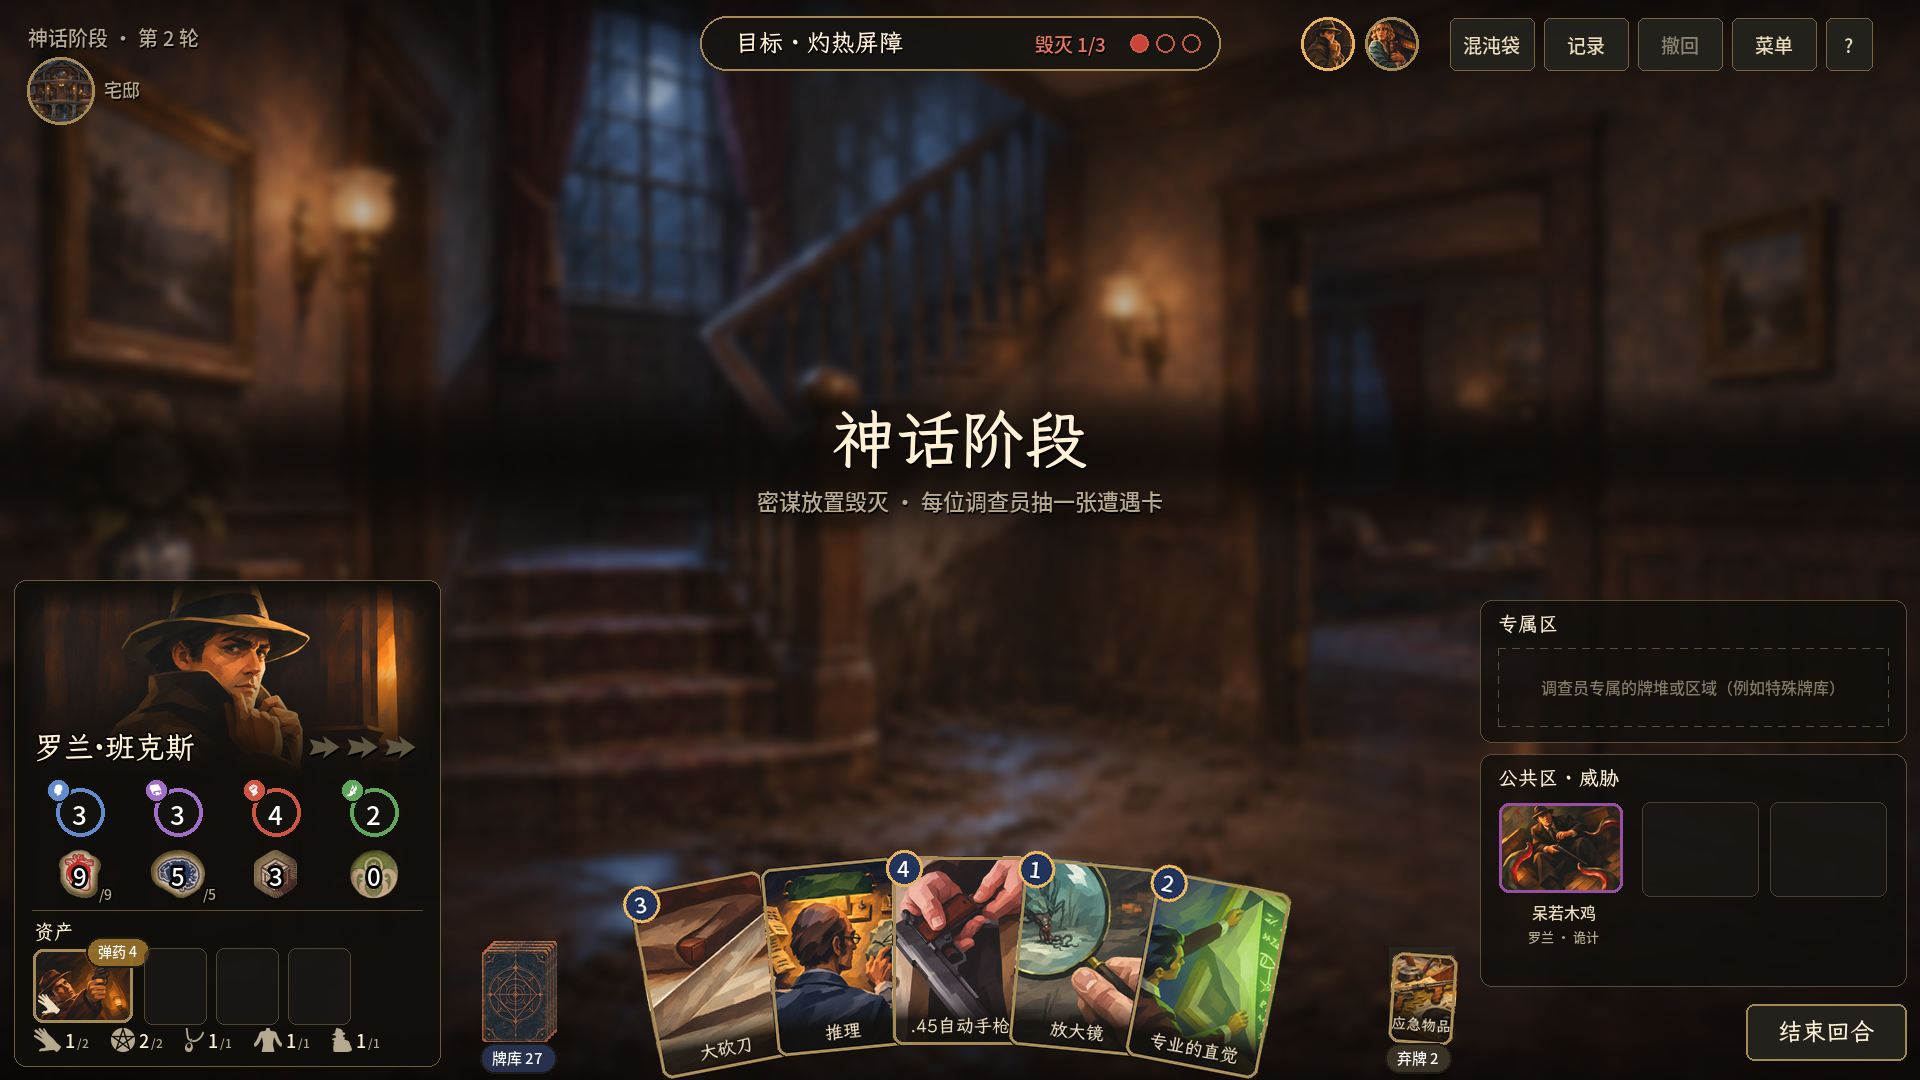 神话阶段 · 第 2 轮
宅邸
目标·灼热屏障
毁灭 1/3
混沌袋
记录
撤回
菜单
?
神话阶段
密谋放置毁灭 · 每位调查员抽一张遭遇卡
罗兰·班克斯
3
3
4
2
9/9
5/5
3
0
资产
弹药 4
1/2
2/2
1/1
1/1
1/1
牌库 27
3
大砍刀
推理
4
.45自动手枪
1
放大镜
2
专业的直觉
应急物品
弃牌 2
专属区
调查员专属的牌堆或区域（例如特殊牌库）
公共区·威胁
呆若木鸡
罗兰 · 诡计
结束回合